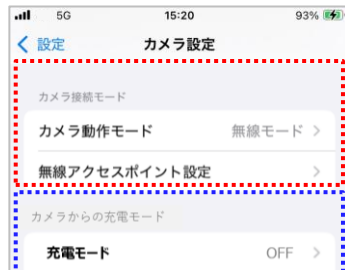 5G 15:20 93%
設定 カメラ設定
カメラ接続モード
カメラ動作モード 無線モード
無線アクセスポイント設定
カメラからの充電モード
充電モード OFF